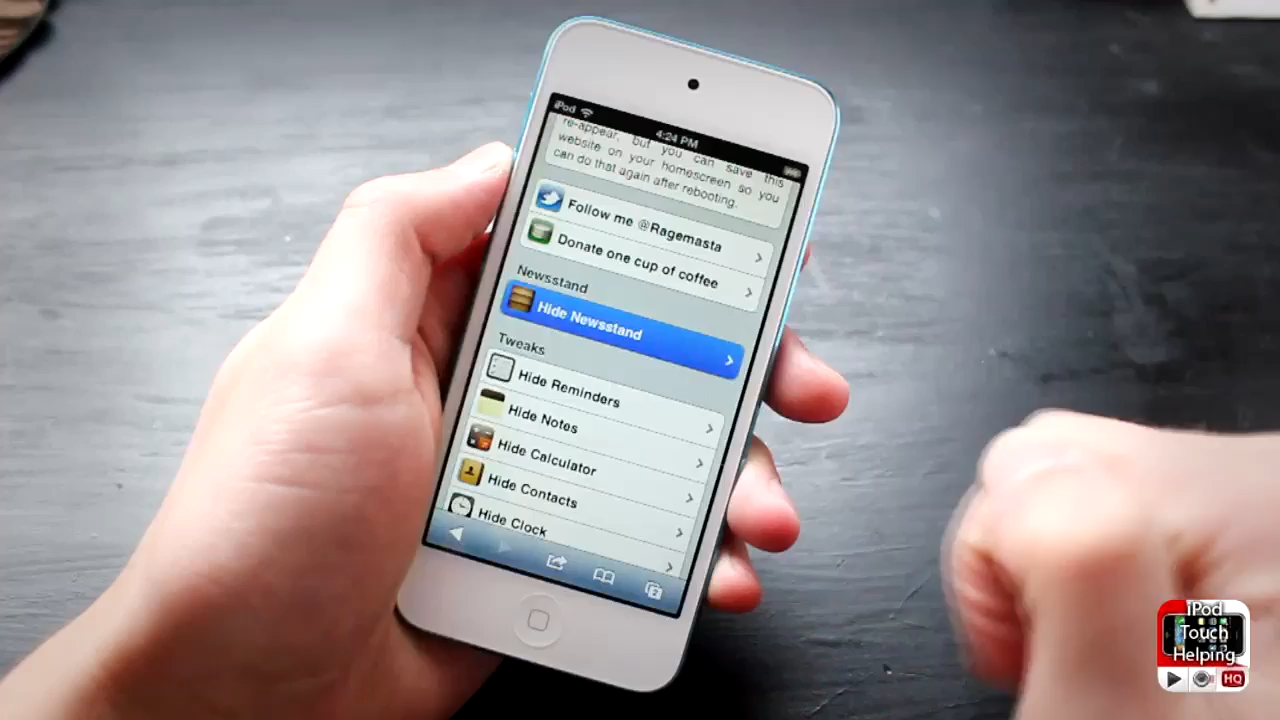 iPod
4:24 PM
re-appear, but you can save this
website on your homescreen so you
can do that again after rebooting.
Follow me @Ragemasta
Donate one cup of coffee
Newsstand
Hide Newsstand
Tweaks
Hide Reminders
Hide Notes
Hide Calculator
Hide Contacts
Hide Clock
2
iPod
Touch
Helping
HQ